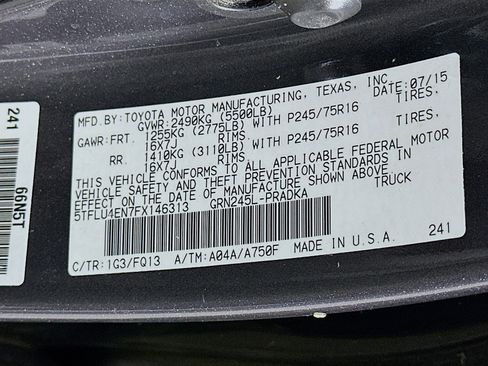 MFD.BY:TOYOTA MOTOR MANUFACTURING, TEXAS, INC.
GVWR:2490KG (5500LB) DATE:07/15
GAWR:FRT. 1255KG (2775LB) WITH P245/75R16 TIRES,
16X7J RIMS,
RR. 1410KG (3110LB) WITH P245/75R16 TIRES,
16X7J RIMS,
THIS VEHICLE CONFORMS TO ALL APPLICABLE FEDERAL MOTOR
VEHICLE SAFETY AND THEFT PREVENTION STANDARDS IN
EFFECT ON THE DATE OF MANUFACTURE SHOWN ABOVE
5TFLU4EN7FX146313 GRN245L-PRADKA TRUCK
C/TR:1G3/FQ13 A/TM:A04A/A750F MADE IN U.S.A. 241
241
66N5T